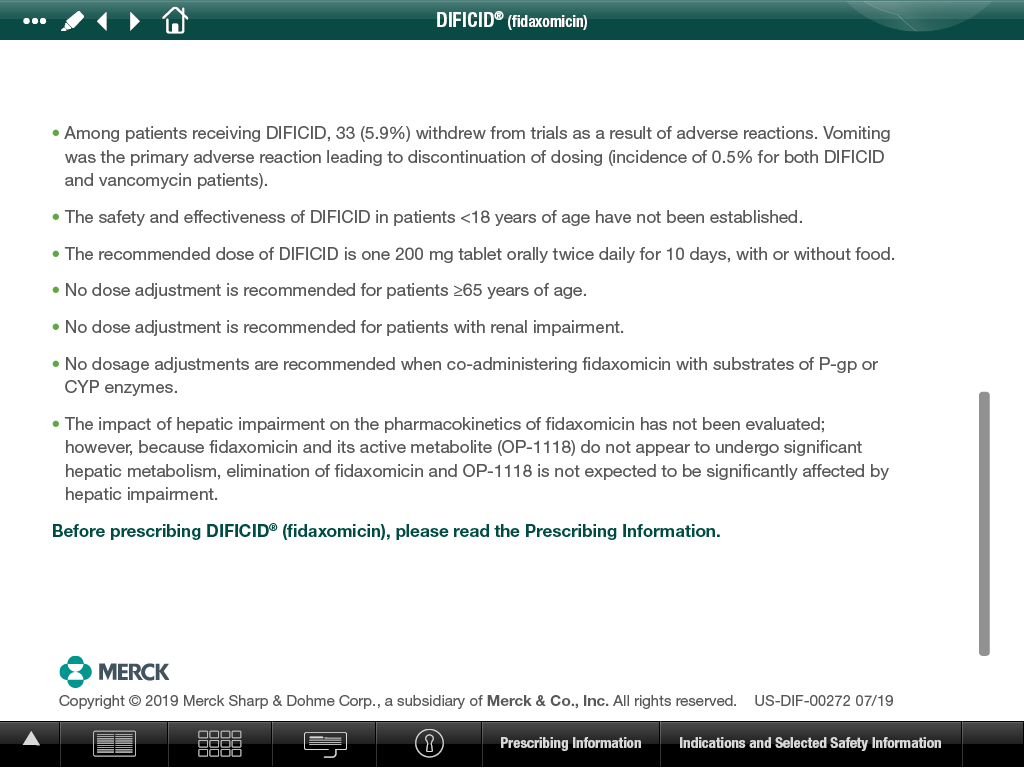 DIFICID® (fidaxomicin)
• Among patients receiving DIFICID, 33 (5.9%) withdrew from trials as a result of adverse reactions. Vomiting
was the primary adverse reaction leading to discontinuation of dosing (incidence of 0.5% for both DIFICID
and vancomycin patients).
• The safety and effectiveness of DIFICID in patients <18 years of age have not been established.
• The recommended dose of DIFICID is one 200 mg tablet orally twice daily for 10 days, with or without food.
• No dose adjustment is recommended for patients ≥65 years of age.
• No dose adjustment is recommended for patients with renal impairment.
• No dosage adjustments are recommended when co-administering fidaxomicin with substrates of P-gp or
CYP enzymes.
• The impact of hepatic impairment on the pharmacokinetics of fidaxomicin has not been evaluated;
however, because fidaxomicin and its active metabolite (OP-1118) do not appear to undergo significant
hepatic metabolism, elimination of fidaxomicin and OP-1118 is not expected to be significantly affected by
hepatic impairment.
Before prescribing DIFICID® (fidaxomicin), please read the Prescribing Information.
MERCK
Copyright © 2019 Merck Sharp & Dohme Corp., a subsidiary of Merck & Co., Inc. All rights reserved. US-DIF-00272 07/19
Prescribing Information
Indications and Selected Safety Information